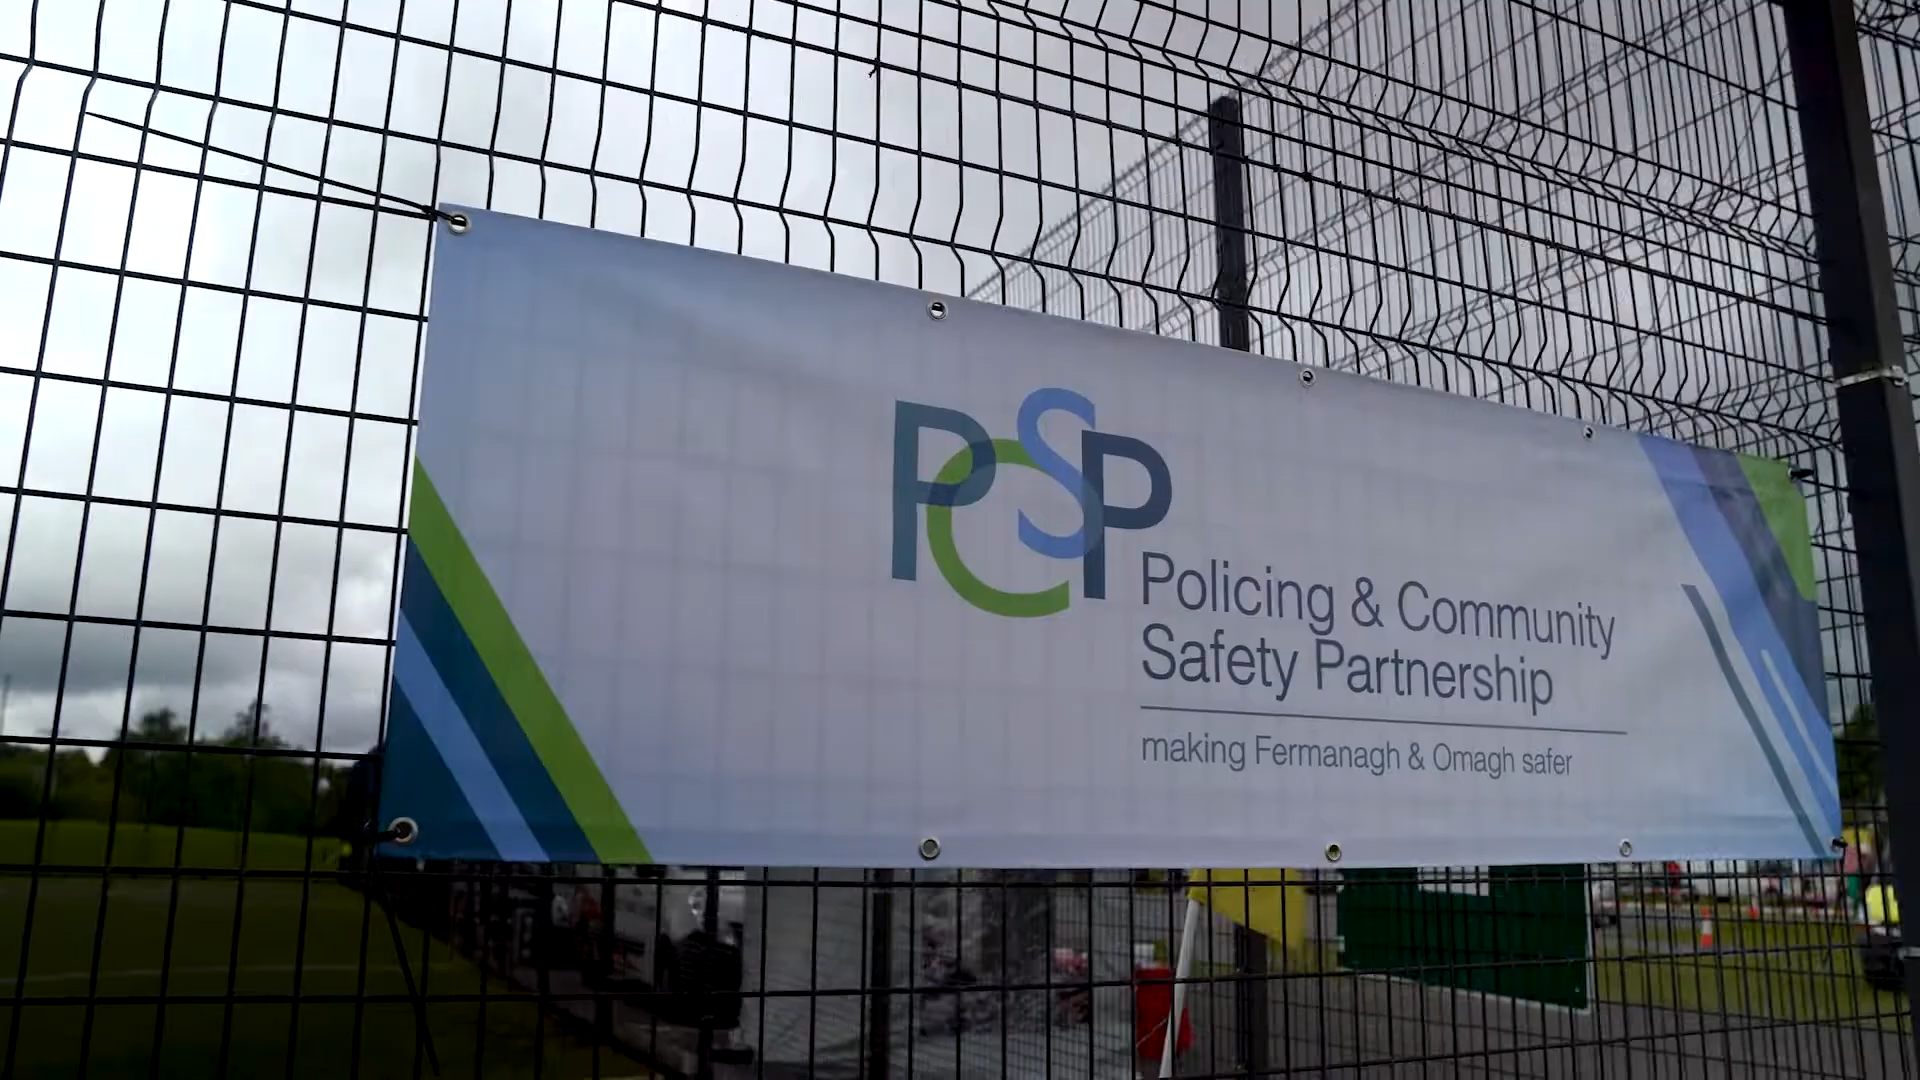 PCSP
Policing & Community
Safety Partnership
making Fermanagh & Omagh safer